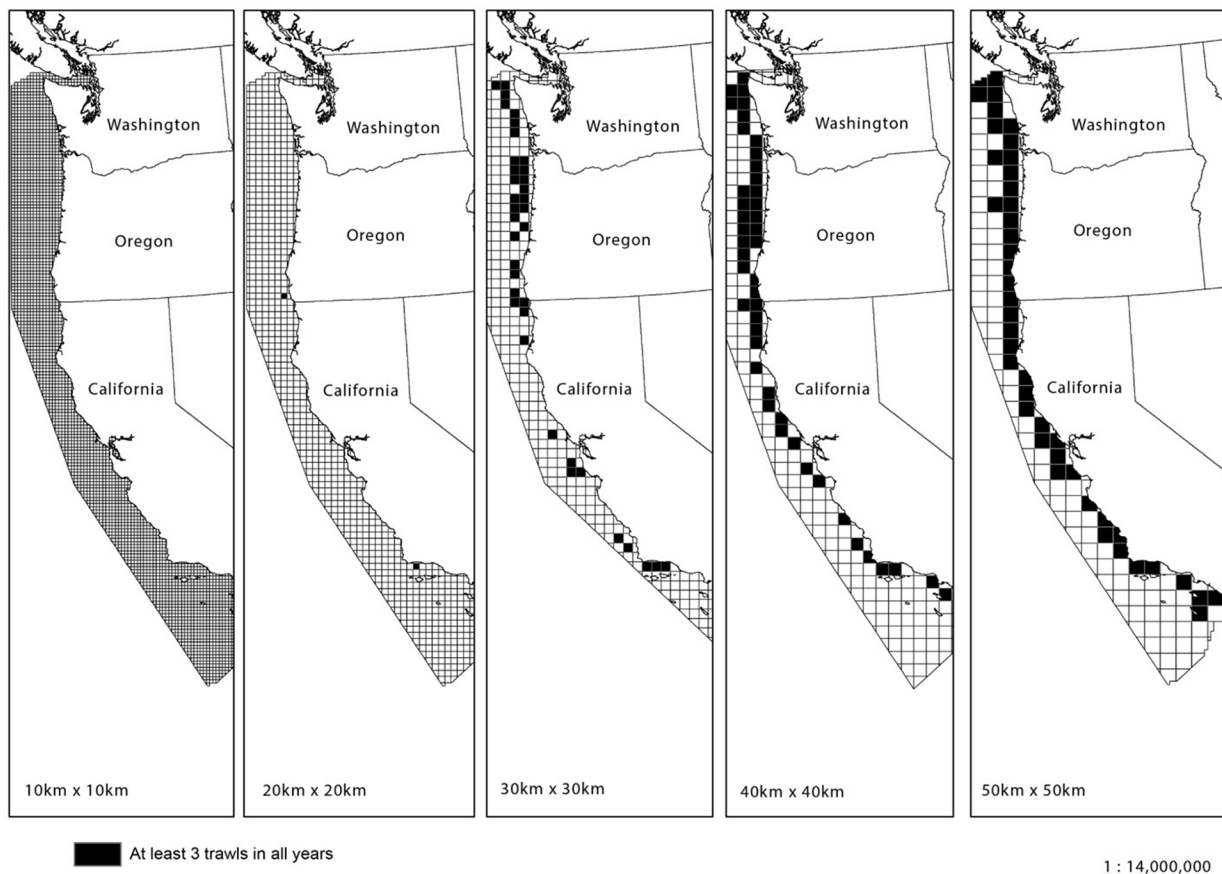 Washington
Oregon
California
10km x 10km
Washington
Oregon
California
20km x 20km
Washington
Oregon
California
30km x 30km
Washington
Oregon
California
40km x 40km
Washington
Oregon
California
50km x 50km
At least 3 trawls in all years
1 : 14,000,000